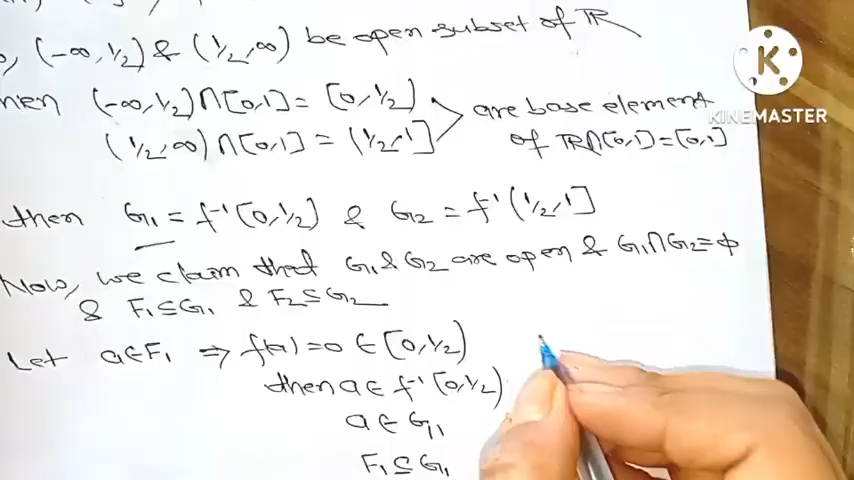 (-∞, 1/2) & (1/2, ∞) be open subset of ℝ
(-∞, 1/2) ∩ [0,1] = [0, 1/2)
(1/2, ∞) ∩ [0,1] = (1/2, 1]
are base element
of ℝ ∩ [0,1] = [0,1]
then G₁ = f⁻¹[0, 1/2) & G₂ = f⁻¹(1/2, 1]
Now, we claim that G₁ & G₂ are open & G₁ ∩ G₂ = ϕ
& F₁ ⊆ G₁ & F₂ ⊆ G₂
Let a ∈ F₁ ⇒ f(a) = 0 ∈ [0, 1/2)
then a ∈ f⁻¹[0, 1/2)
a ∈ G₁
F₁ ⊆ G₁
K
KINEMASTER